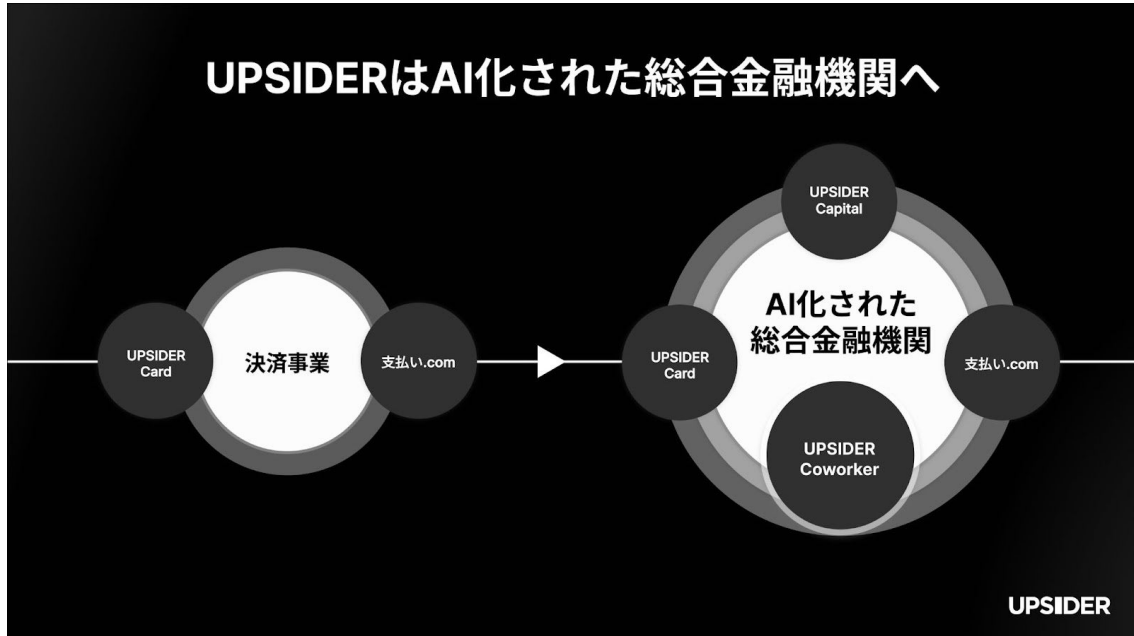 UPSIDERはAI化された総合金融機関へ
UPSIDER
Card
決済事業
支払い.com
UPSIDER
Capital
AI化された
総合金融機関
UPSIDER
Card
支払い.com
UPSIDER
Coworker
UPSIDER